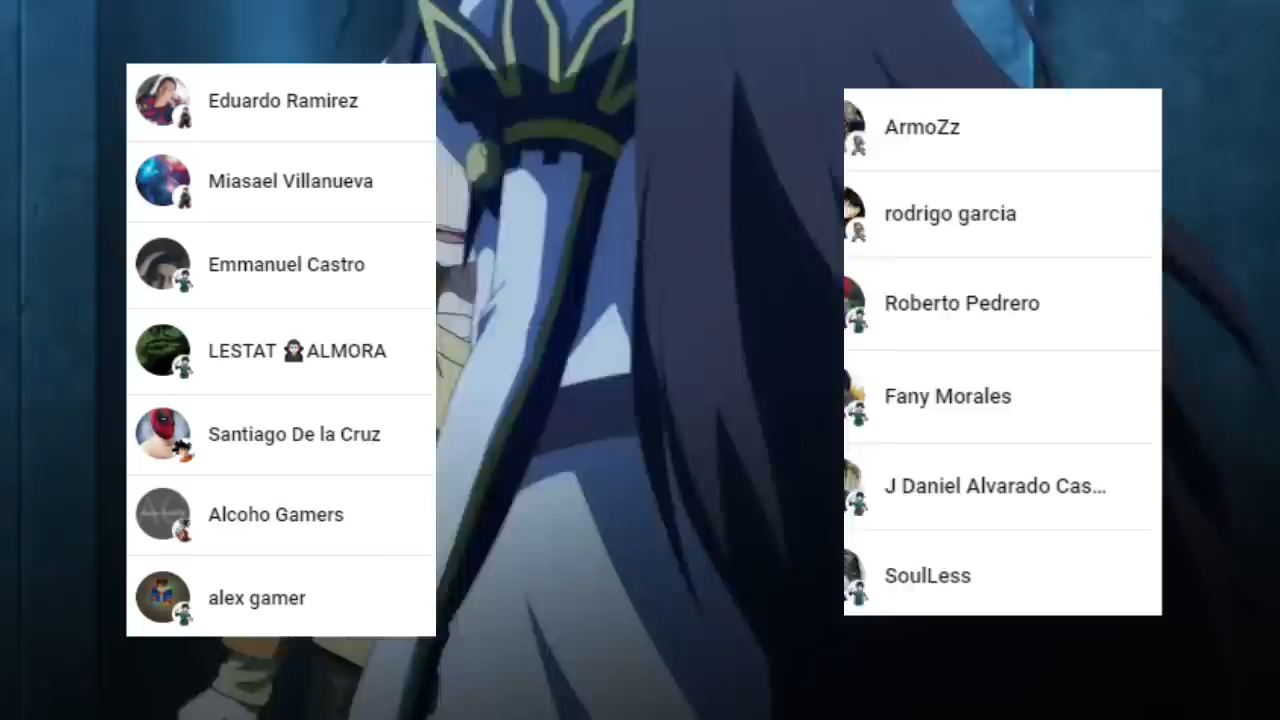 Eduardo Ramirez
Miasael Villanueva
Emmanuel Castro
LESTAT 🧛🏻‍♂️ALMORA
Santiago De la Cruz
Alcoho Gamers
alex gamer
ArmoZz
rodrigo garcia
Roberto Pedrero
Fany Morales
J Daniel Alvarado Cas...
SoulLess